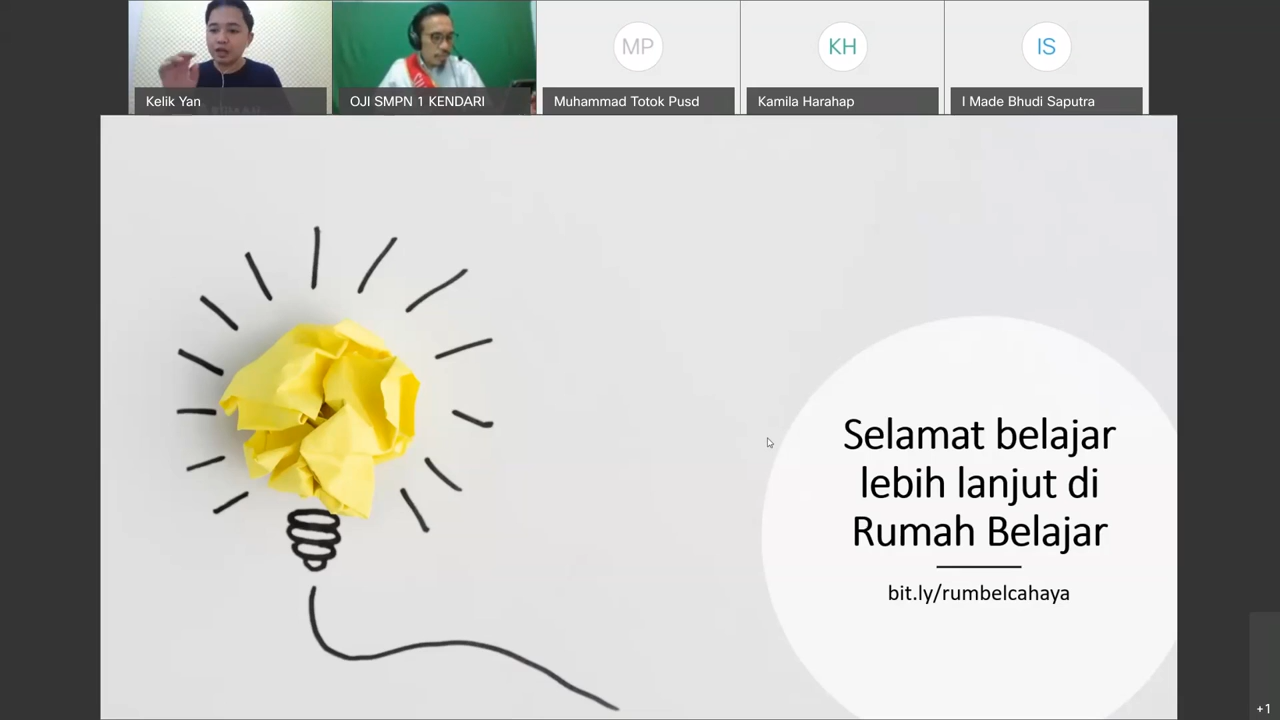 MP
KH
IS
Kelik Yan
OJI SMPN 1 KENDARI
Muhammad Totok Pusd
Kamila Harahap
I Made Bhudi Saputra
Selamat belajar
lebih lanjut di
Rumah Belajar
bit.ly/rumbelcahaya
+1